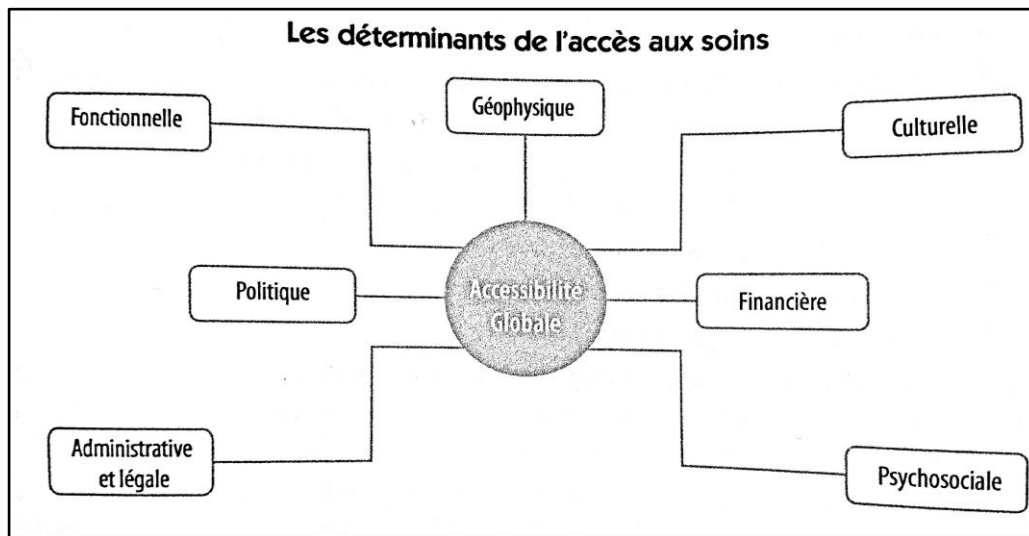 Les déterminants de l'accès aux soins
Fonctionnelle
Géophysique
Culturelle
Politique
Accessibilité
Globale
Financière
Administrative
et légale
Psychosociale